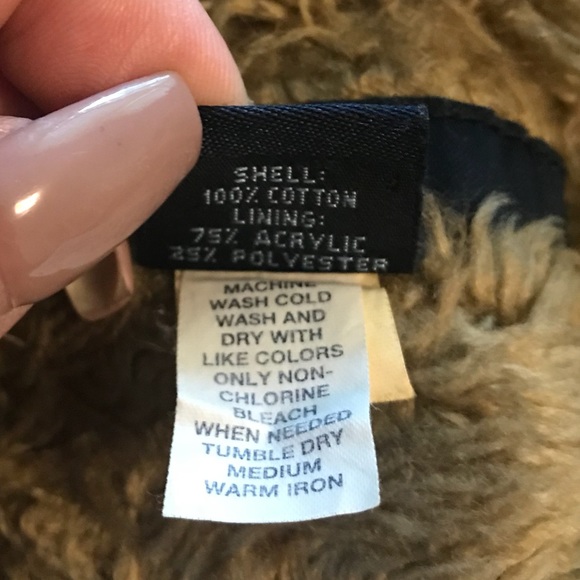 SHELL:
100% COTTON
LINING:
75% ACRYLIC
25% POLYESTER
MACHINE
WASH COLD
WASH AND
DRY WITH
LIKE COLORS
ONLY NON-
CHLORINE
BLEACH
WHEN NEEDED
TUMBLE DRY
MEDIUM
WARM IRON